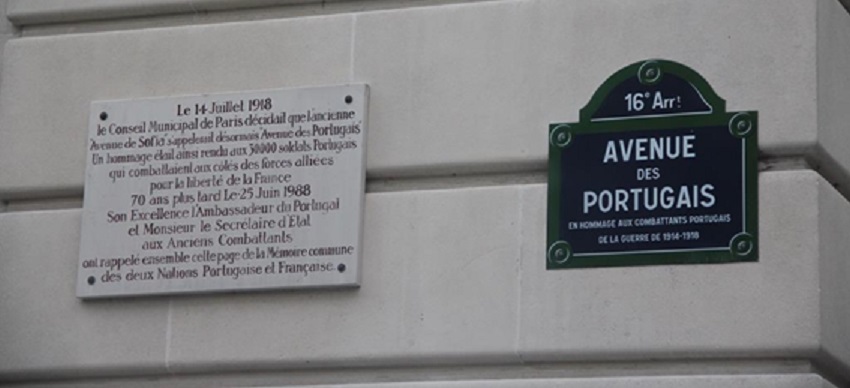 Le 14 Juillet 1918
le Conseil Municipal de Paris décidait que l'ancienne
"Avenue de Sofia" s'appelerait désormais "Avenue des Portugais"
Un hommage était ainsi rendu aux 50000 soldats Portugais
qui combattaient aux côtés des forces alliées
pour la liberté de la France
70 ans plus tard Le 25 Juin 1988
Son Excellence l'Ambassadeur du Portugal
et Monsieur le Secrétaire d'Etat
aux Anciens Combattants
ont rappelé ensemble cette page de la Mémoire commune
des deux Nations Portugaise et Française.
16e Arrt
AVENUE
DES
PORTUGAIS
EN HOMMAGE AUX COMBATTANTS PORTUGAIS
DE LA GUERRE DE 1914-1918